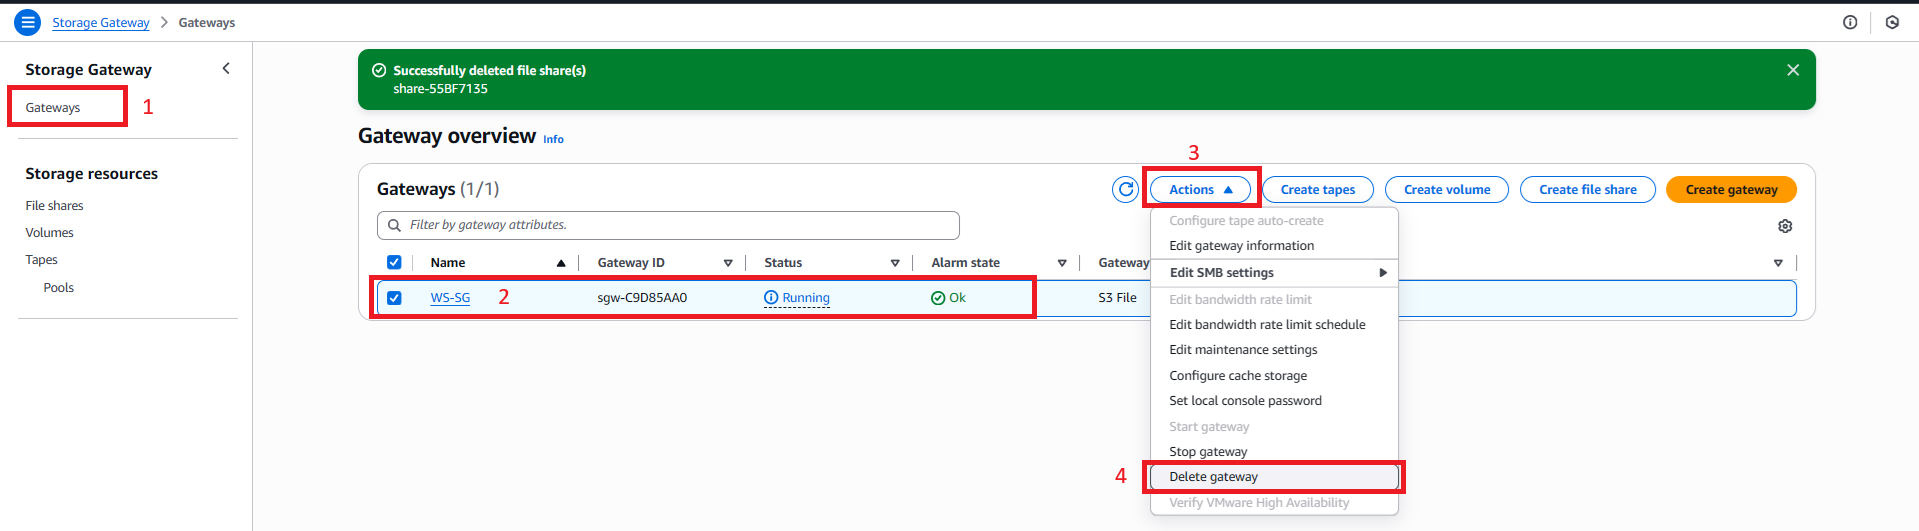 Storage Gateway > Gateways
Storage Gateway
Gateways
1
Storage resources
File shares
Volumes
Tapes
Pools
Successfully deleted file share(s)
share-55BF7135
Gateway overview Info
3
Gateways (1/1)
Actions
Create tapes
Create volume
Create file share
Create gateway
Filter by gateway attributes.
Name
Gateway ID
Status
Alarm state
Gateway
WS-SG
2
sgw-C9D85AA0
Running
Ok
S3 File
Configure tape auto-create
Edit gateway information
Edit SMB settings
Edit bandwidth rate limit
Edit bandwidth rate limit schedule
Edit maintenance settings
Configure cache storage
Set local console password
Start gateway
Stop gateway
4
Delete gateway
Verify VMware High Availability